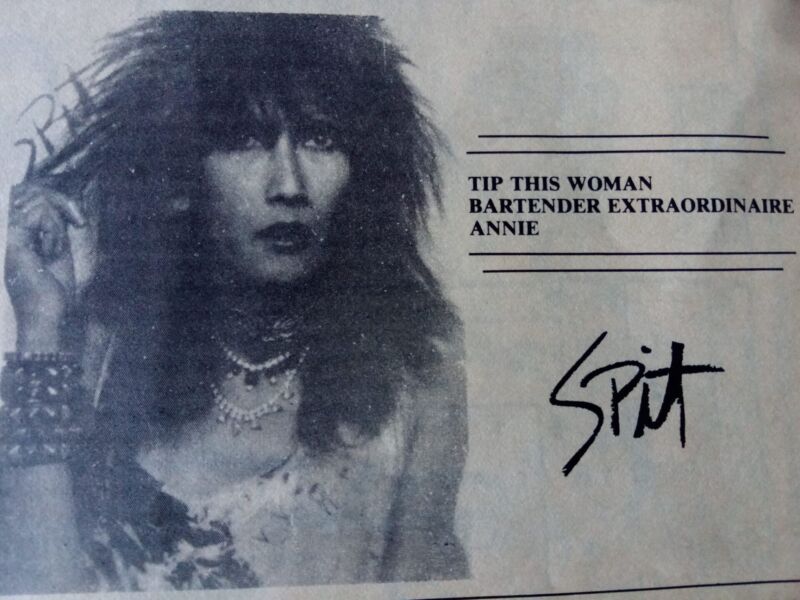 Spit
TIP THIS WOMAN
BARTENDER EXTRAORDINAIRE
ANNIE
Spit